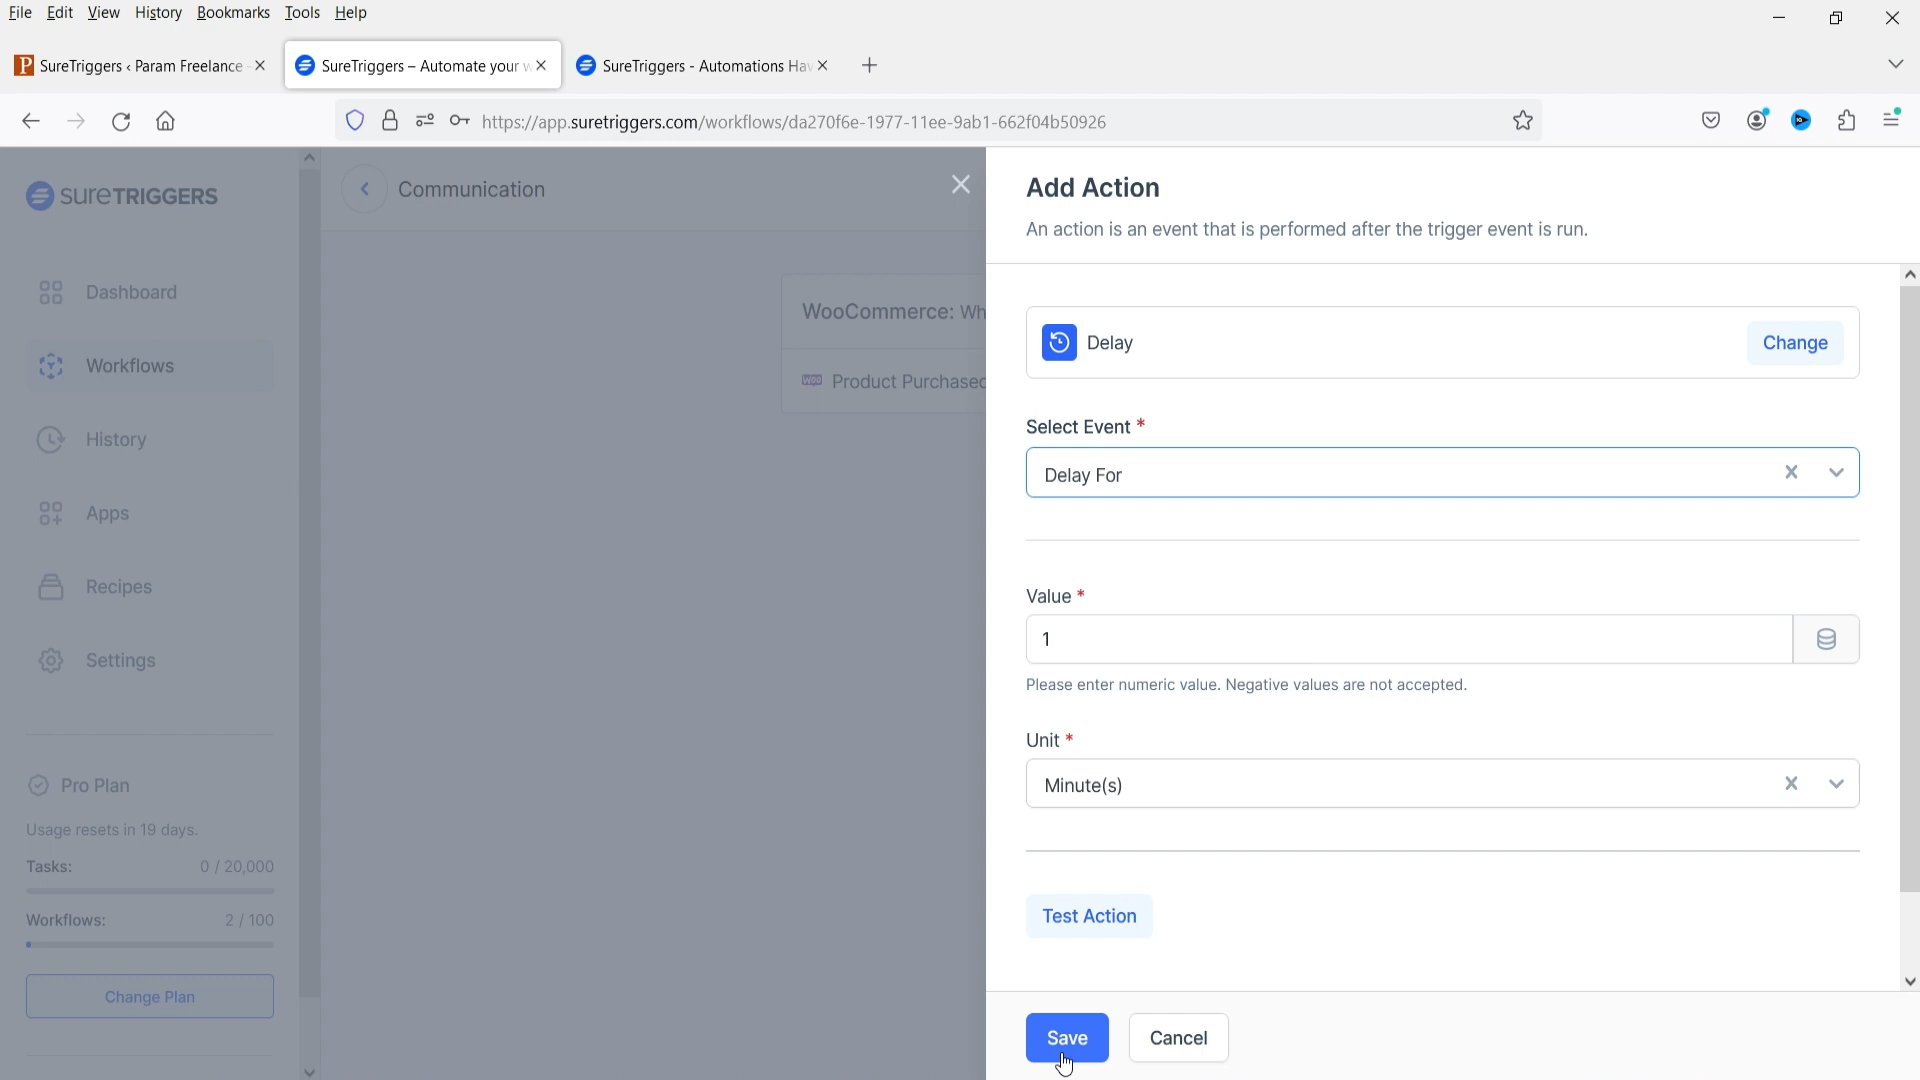 File Edit View History Bookmarks Tools Help
SureTriggers ‹ Param Freelance
SureTriggers – Automate your w
SureTriggers - Automations Hav
https://app.suretriggers.com/workflows/da270f6e-1977-11ee-9ab1-662f04b50926
SURETRIGGERS
Dashboard
Workflows
History
Apps
Recipes
Settings
Pro Plan
Usage resets in 19 days.
Tasks: 0 / 20,000
Workflows: 2 / 100
Change Plan
Communication
WooCommerce: Wh
Woo Product Purchased
Add Action
An action is an event that is performed after the trigger event is run.
Delay
Change
Select Event *
Delay For
Value *
1
Please enter numeric value. Negative values are not accepted.
Unit *
Minute(s)
Test Action
Save
Cancel